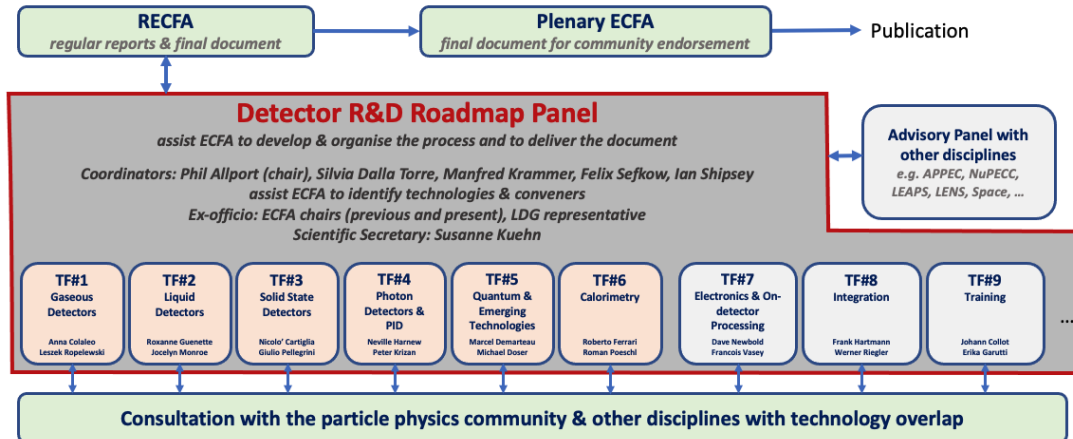 RECFA
regular reports & final document
Plenary ECFA
final document for community endorsement
Publication
Detector R&D Roadmap Panel
assist ECFA to develop & organise the process and to deliver the document
Coordinators: Phil Allport (chair), Silvia Dalla Torre, Manfred Krammer, Felix Sefkow, Ian Shipsey
assist ECFA to identify technologies & conveners
Ex-officio: ECFA chairs (previous and present), LDG representative
Scientific Secretary: Susanne Kuehn
Advisory Panel with
other disciplines
e.g. APPEC, NuPECC,
LEAPS, LENS, Space, ...
TF#1
Gaseous
Detectors
Anna Colaleo
Leszek Ropelewski
TF#2
Liquid
Detectors
Roxanne Guenette
Jocelyn Monroe
TF#3
Solid State
Detectors
Nicolo' Cartiglia
Giulio Pellegrini
TF#4
Photon
Detectors & PID
Neville Harnew
Peter Krizan
TF#5
Quantum &
Emerging
Technologies
Marcel Demarteau
Michael Doser
TF#6
Calorimetry
Roberto Ferrari
Roman Poeschl
TF#7
Electronics & On-
detector
Processing
Dave Newbold
Francois Vasey
TF#8
Integration
Frank Hartmann
Werner Riegler
TF#9
Training
Johann Collot
Erika Garutti
...
Consultation with the particle physics community & other disciplines with technology overlap